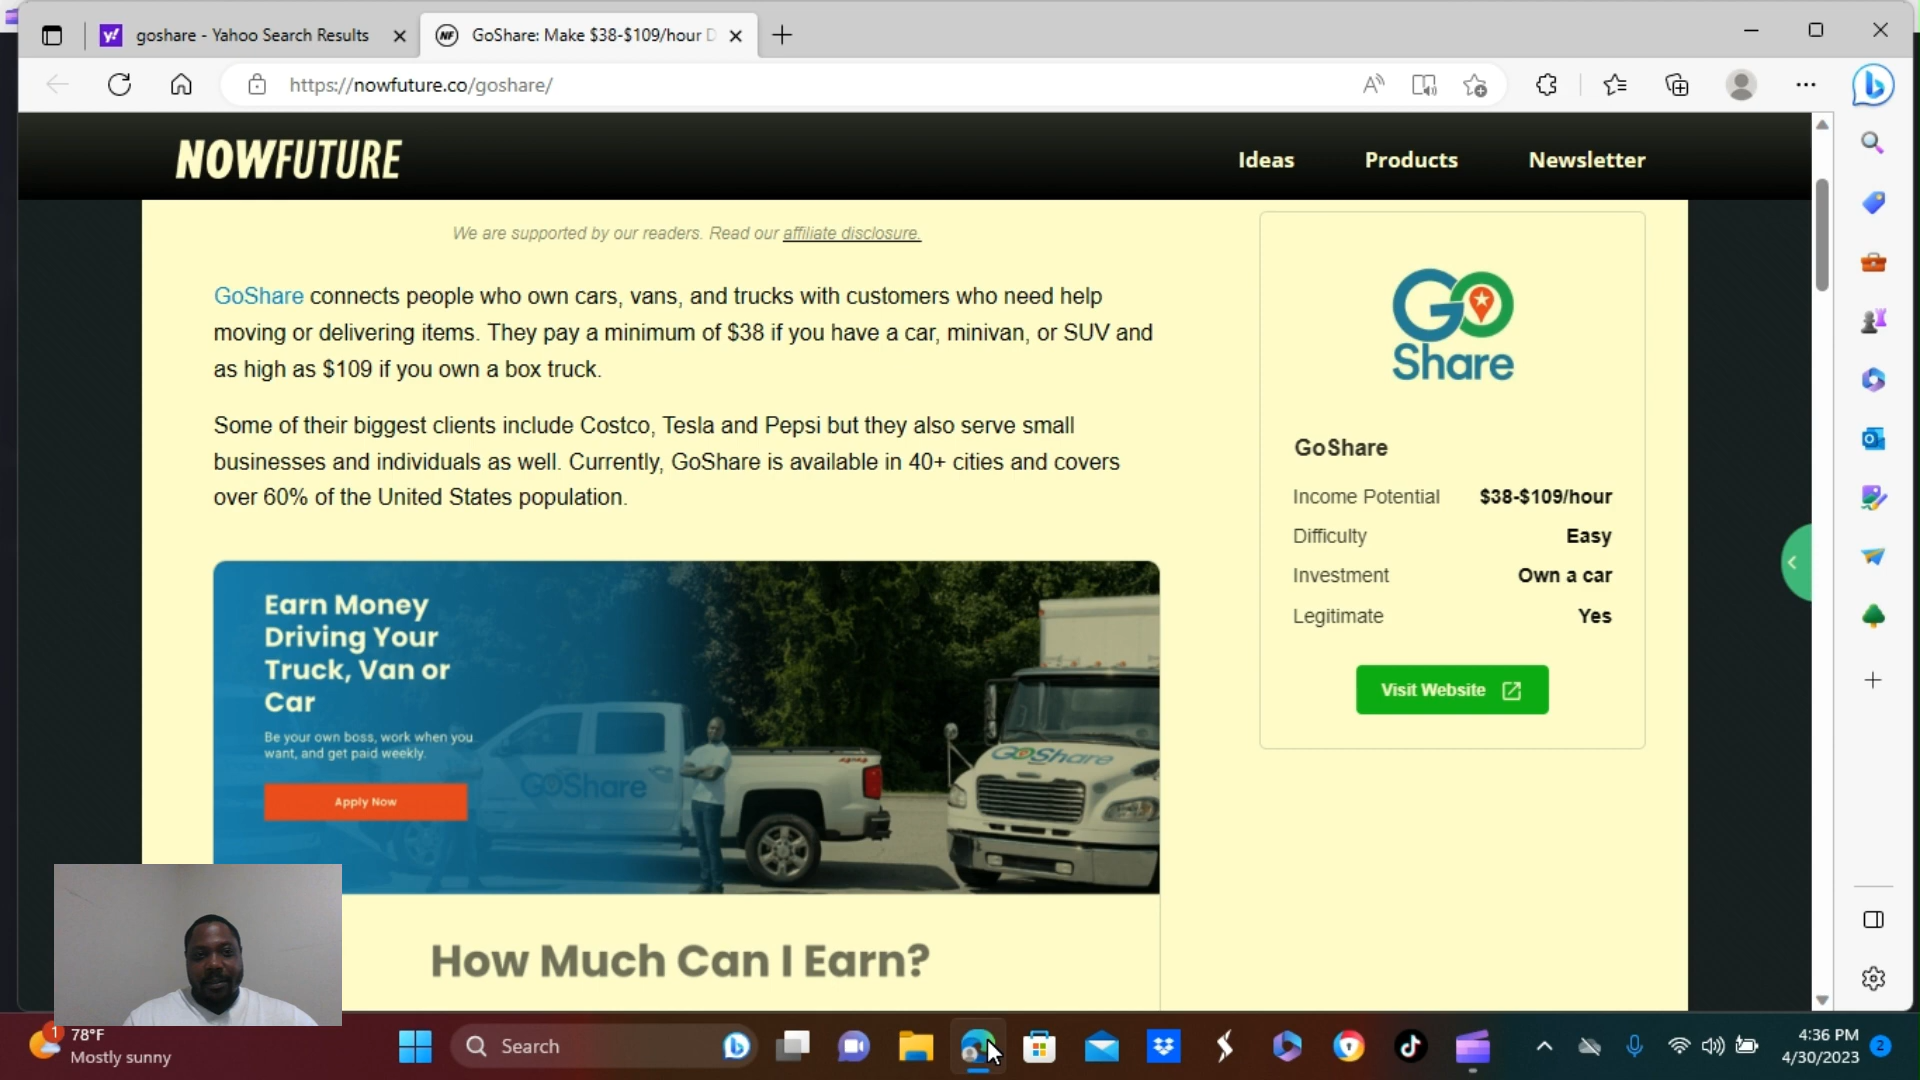 goshare - Yahoo Search Results
GoShare: Make $38-$109/hour D
https://nowfuture.co/goshare/
NOWFUTURE
Ideas
Products
Newsletter
We are supported by our readers. Read our affiliate disclosure.
GoShare connects people who own cars, vans, and trucks with customers who need help
moving or delivering items. They pay a minimum of $38 if you have a car, minivan, or SUV and
as high as $109 if you own a box truck.
Some of their biggest clients include Costco, Tesla and Pepsi but they also serve small
businesses and individuals as well. Currently, GoShare is available in 40+ cities and covers
over 60% of the United States population.
Earn Money
Driving Your
Truck, Van or
Car
Be your own boss, work when you
want, and get paid weekly.
Apply Now
GoShare
GoShare
How Much Can I Earn?
GO
Share
GoShare
Income Potential $38-$109/hour
Difficulty Easy
Investment Own a car
Legitimate Yes
Visit Website
1
78°F
Mostly sunny
Search
4:36 PM
4/30/2023
2